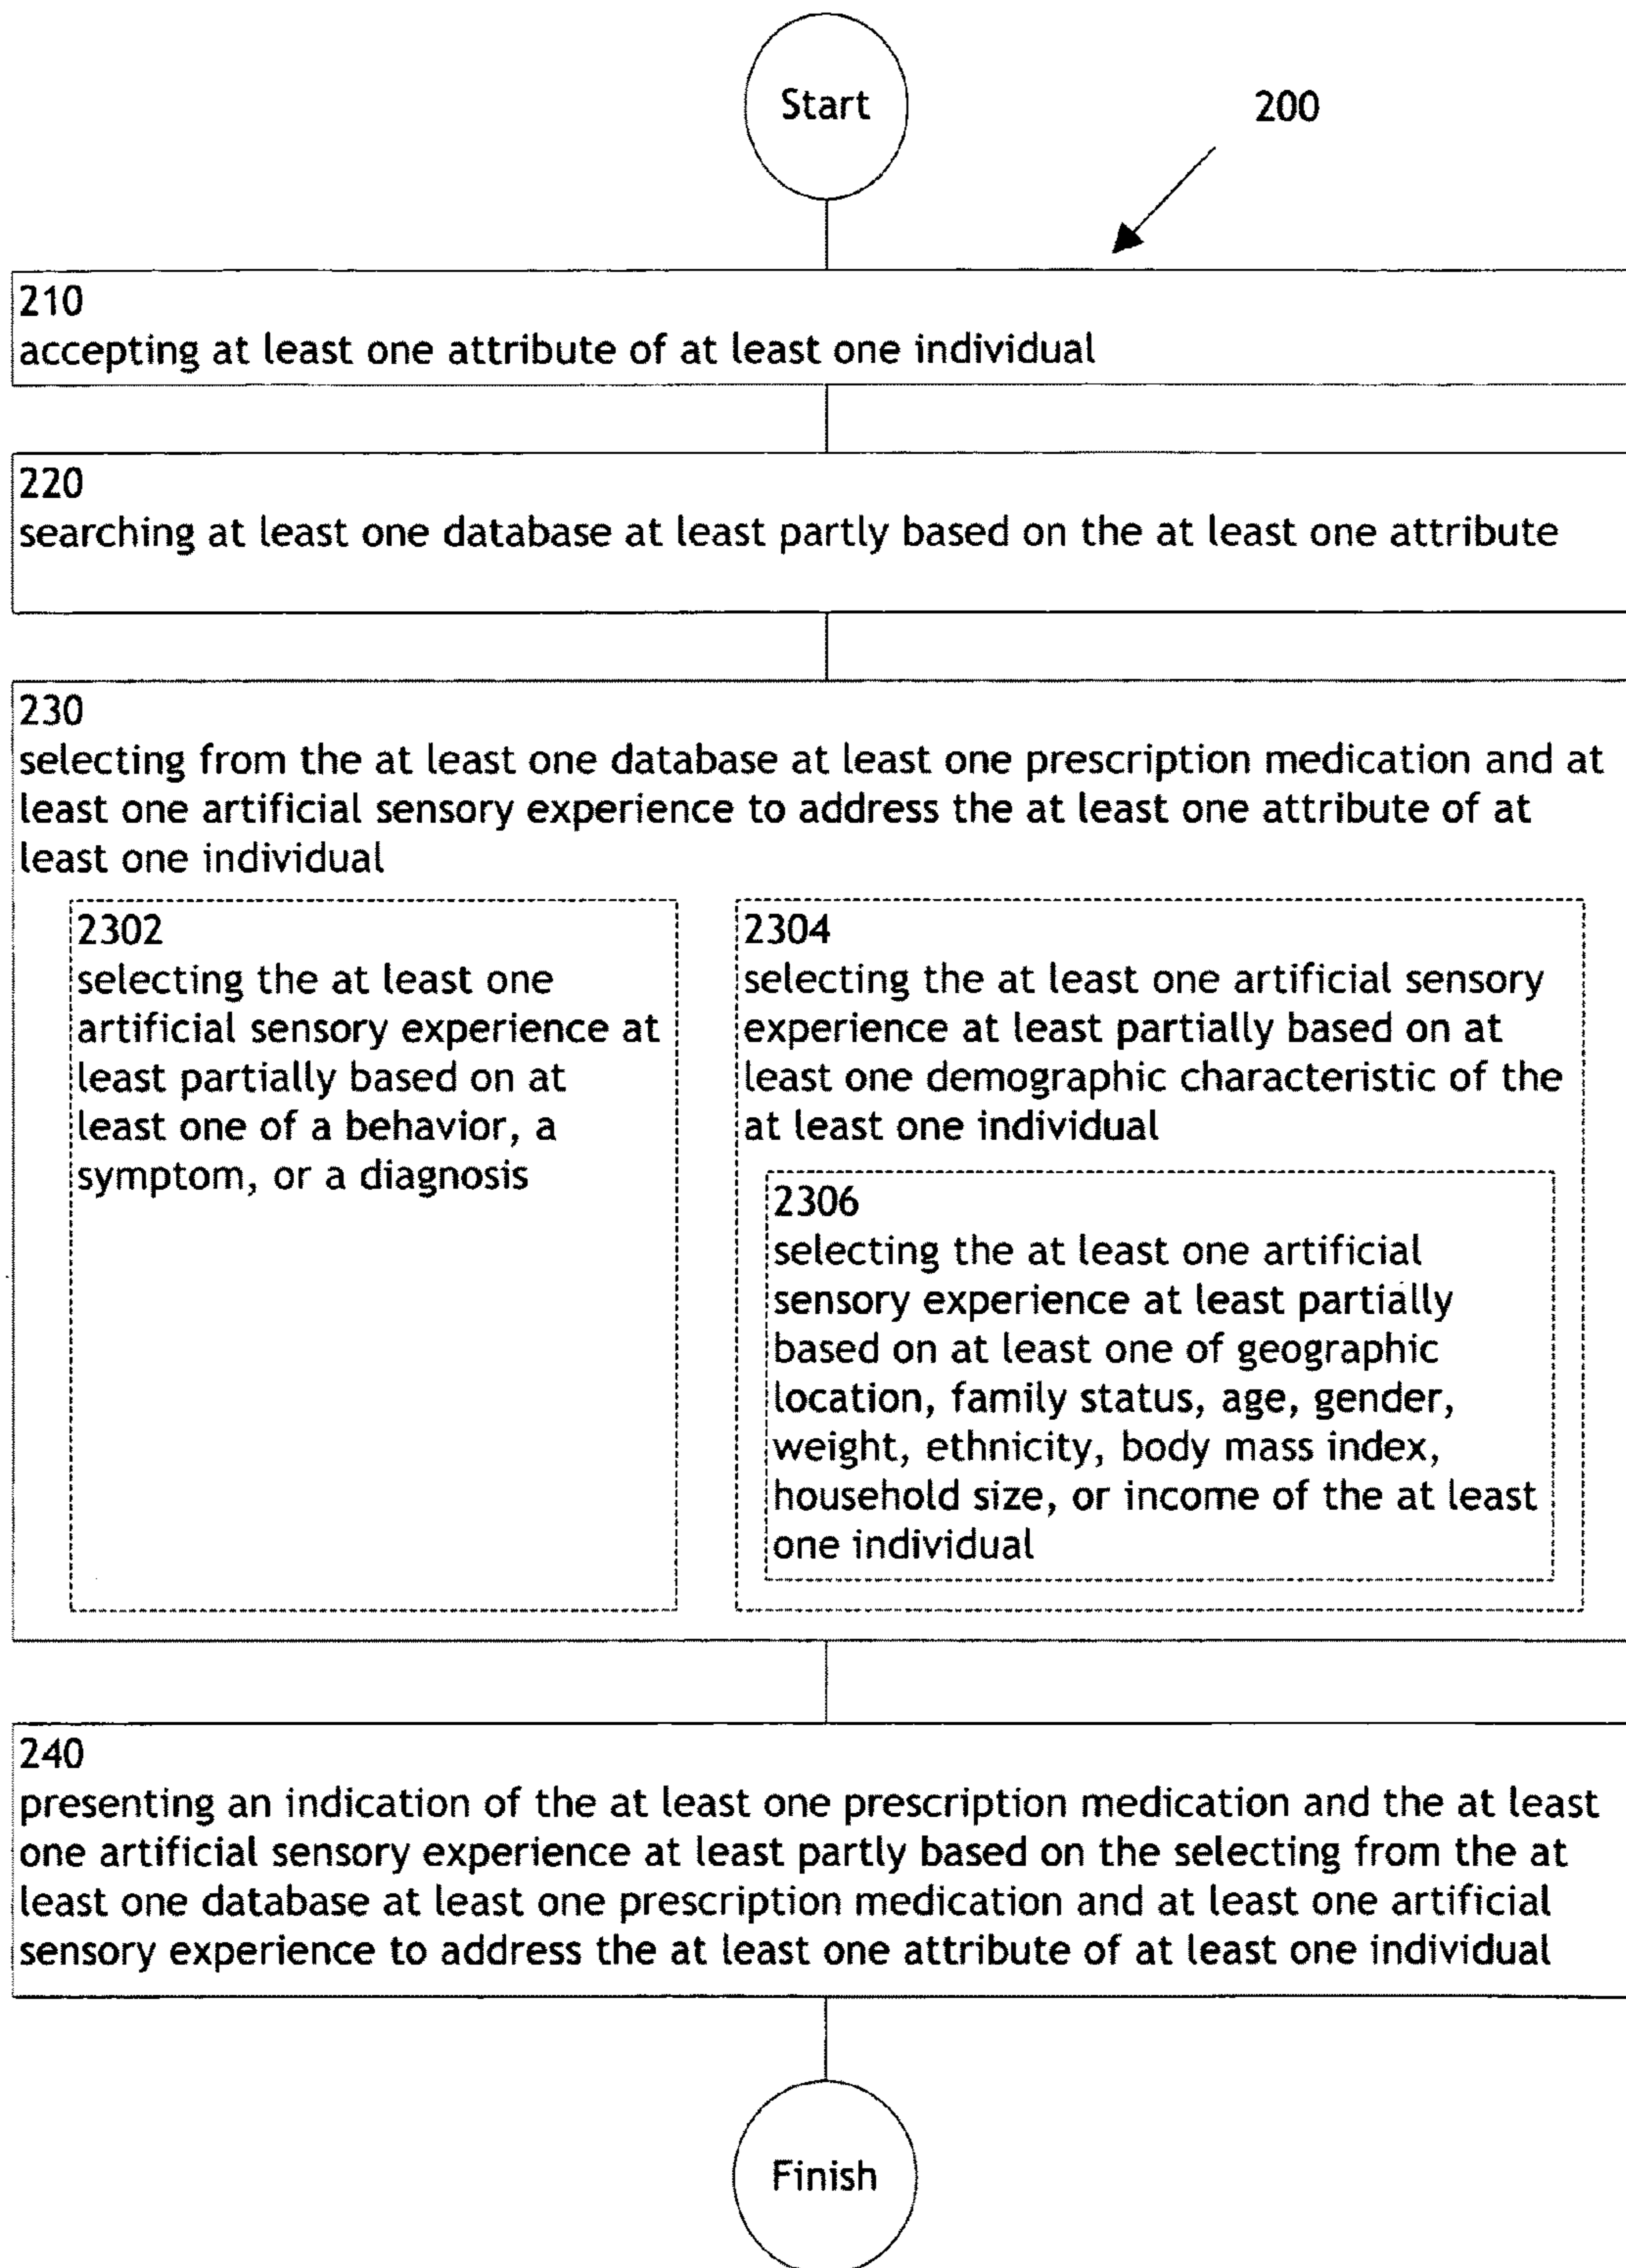 Start
200
210
accepting at least one attribute of at least one individual
220
searching at least one database at least partly based on the at least one attribute
230
selecting from the at least one database at least one prescription medication and at
least one artificial sensory experience to address the at least one attribute of at
least one individual
2302
selecting the at least one
artificial sensory experience at
least partially based on at
least one of a behavior, a
symptom, or a diagnosis
2304
selecting the at least one artificial sensory
experience at least partially based on at
least one demographic characteristic of the
at least one individual
2306
selecting the at least one artificial
sensory experience at least partially
based on at least one of geographic
location, family status, age, gender,
weight, ethnicity, body mass index,
household size, or income of the at least
one individual
240
presenting an indication of the at least one prescription medication and the at least
one artificial sensory experience at least partly based on the selecting from the at
least one database at least one prescription medication and at least one artificial
sensory experience to address the at least one attribute of at least one individual
Finish